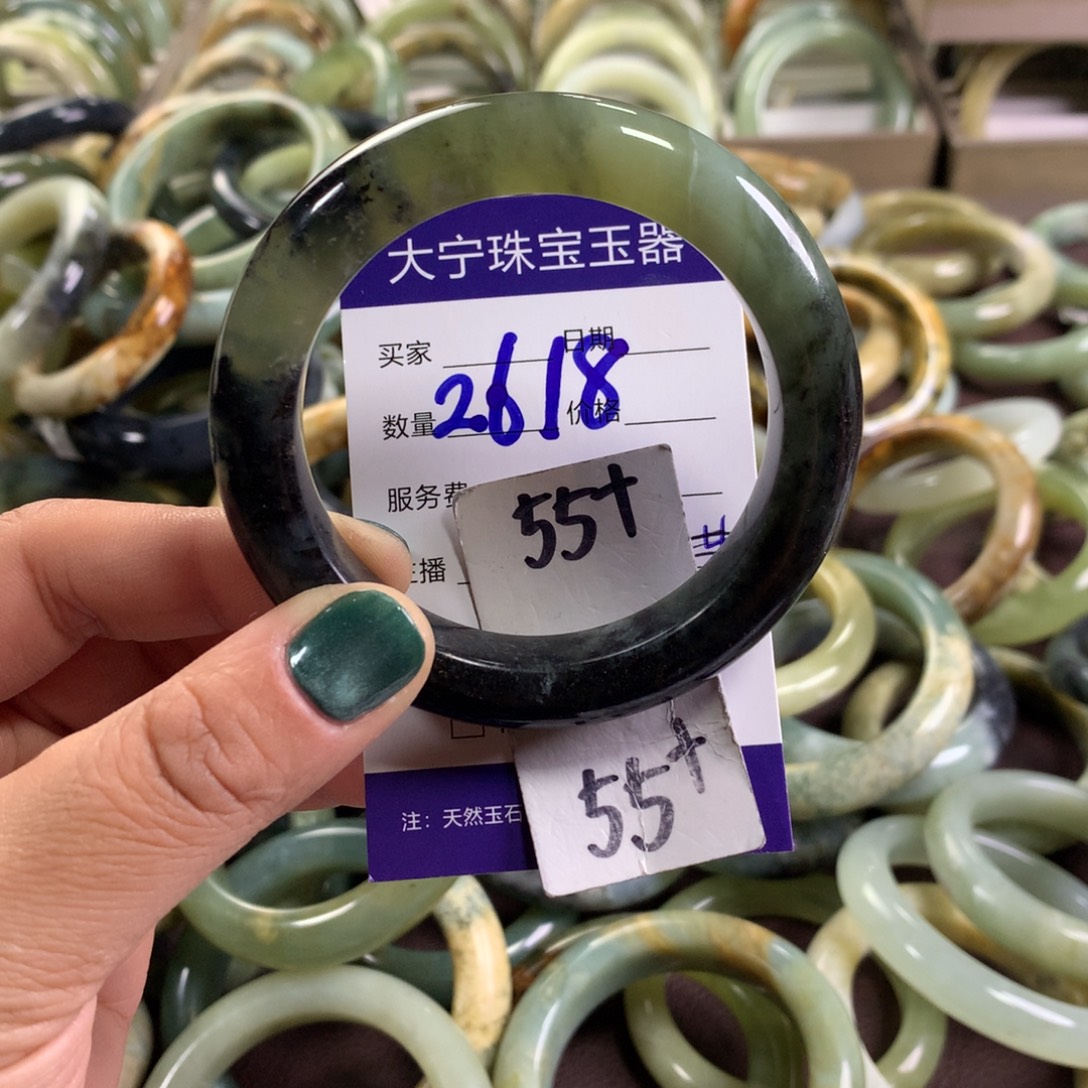 大宁珠宝玉器
买家 日期
2618
数量 价格
服务费
55+
主播
55+
注：天然玉石